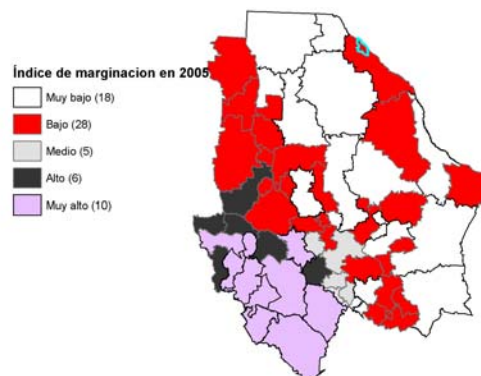 Índice de marginacion en 2005
Muy bajo (18)
Bajo (28)
Medio (5)
Alto (6)
Muy alto (10)